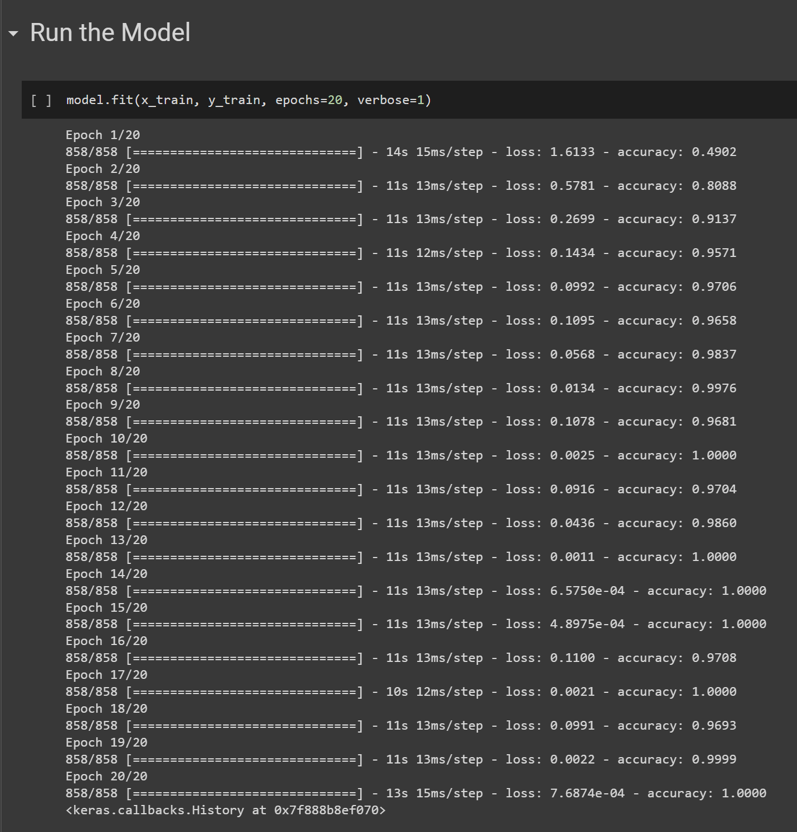 Run the Model
[ ] model.fit(x_train, y_train, epochs=20, verbose=1)
Epoch 1/20
858/858 [==============================] - 14s 15ms/step - loss: 1.6133 - accuracy: 0.4902
Epoch 2/20
858/858 [==============================] - 11s 13ms/step - loss: 0.5781 - accuracy: 0.8088
Epoch 3/20
858/858 [==============================] - 11s 13ms/step - loss: 0.2699 - accuracy: 0.9137
Epoch 4/20
858/858 [==============================] - 11s 12ms/step - loss: 0.1434 - accuracy: 0.9571
Epoch 5/20
858/858 [==============================] - 11s 13ms/step - loss: 0.0992 - accuracy: 0.9706
Epoch 6/20
858/858 [==============================] - 11s 13ms/step - loss: 0.1095 - accuracy: 0.9658
Epoch 7/20
858/858 [==============================] - 11s 13ms/step - loss: 0.0568 - accuracy: 0.9837
Epoch 8/20
858/858 [==============================] - 11s 13ms/step - loss: 0.0134 - accuracy: 0.9976
Epoch 9/20
858/858 [==============================] - 11s 13ms/step - loss: 0.1078 - accuracy: 0.9681
Epoch 10/20
858/858 [==============================] - 11s 13ms/step - loss: 0.0025 - accuracy: 1.0000
Epoch 11/20
858/858 [==============================] - 11s 13ms/step - loss: 0.0916 - accuracy: 0.9704
Epoch 12/20
858/858 [==============================] - 11s 13ms/step - loss: 0.0436 - accuracy: 0.9860
Epoch 13/20
858/858 [==============================] - 11s 13ms/step - loss: 0.0011 - accuracy: 1.0000
Epoch 14/20
858/858 [==============================] - 11s 13ms/step - loss: 6.5750e-04 - accuracy: 1.0000
Epoch 15/20
858/858 [==============================] - 11s 13ms/step - loss: 4.8975e-04 - accuracy: 1.0000
Epoch 16/20
858/858 [==============================] - 11s 13ms/step - loss: 0.1100 - accuracy: 0.9708
Epoch 17/20
858/858 [==============================] - 10s 12ms/step - loss: 0.0021 - accuracy: 1.0000
Epoch 18/20
858/858 [==============================] - 11s 13ms/step - loss: 0.0991 - accuracy: 0.9693
Epoch 19/20
858/858 [==============================] - 11s 13ms/step - loss: 0.0022 - accuracy: 0.9999
Epoch 20/20
858/858 [==============================] - 13s 15ms/step - loss: 7.6874e-04 - accuracy: 1.0000
<keras.callbacks.History at 0x7f888b8ef070>